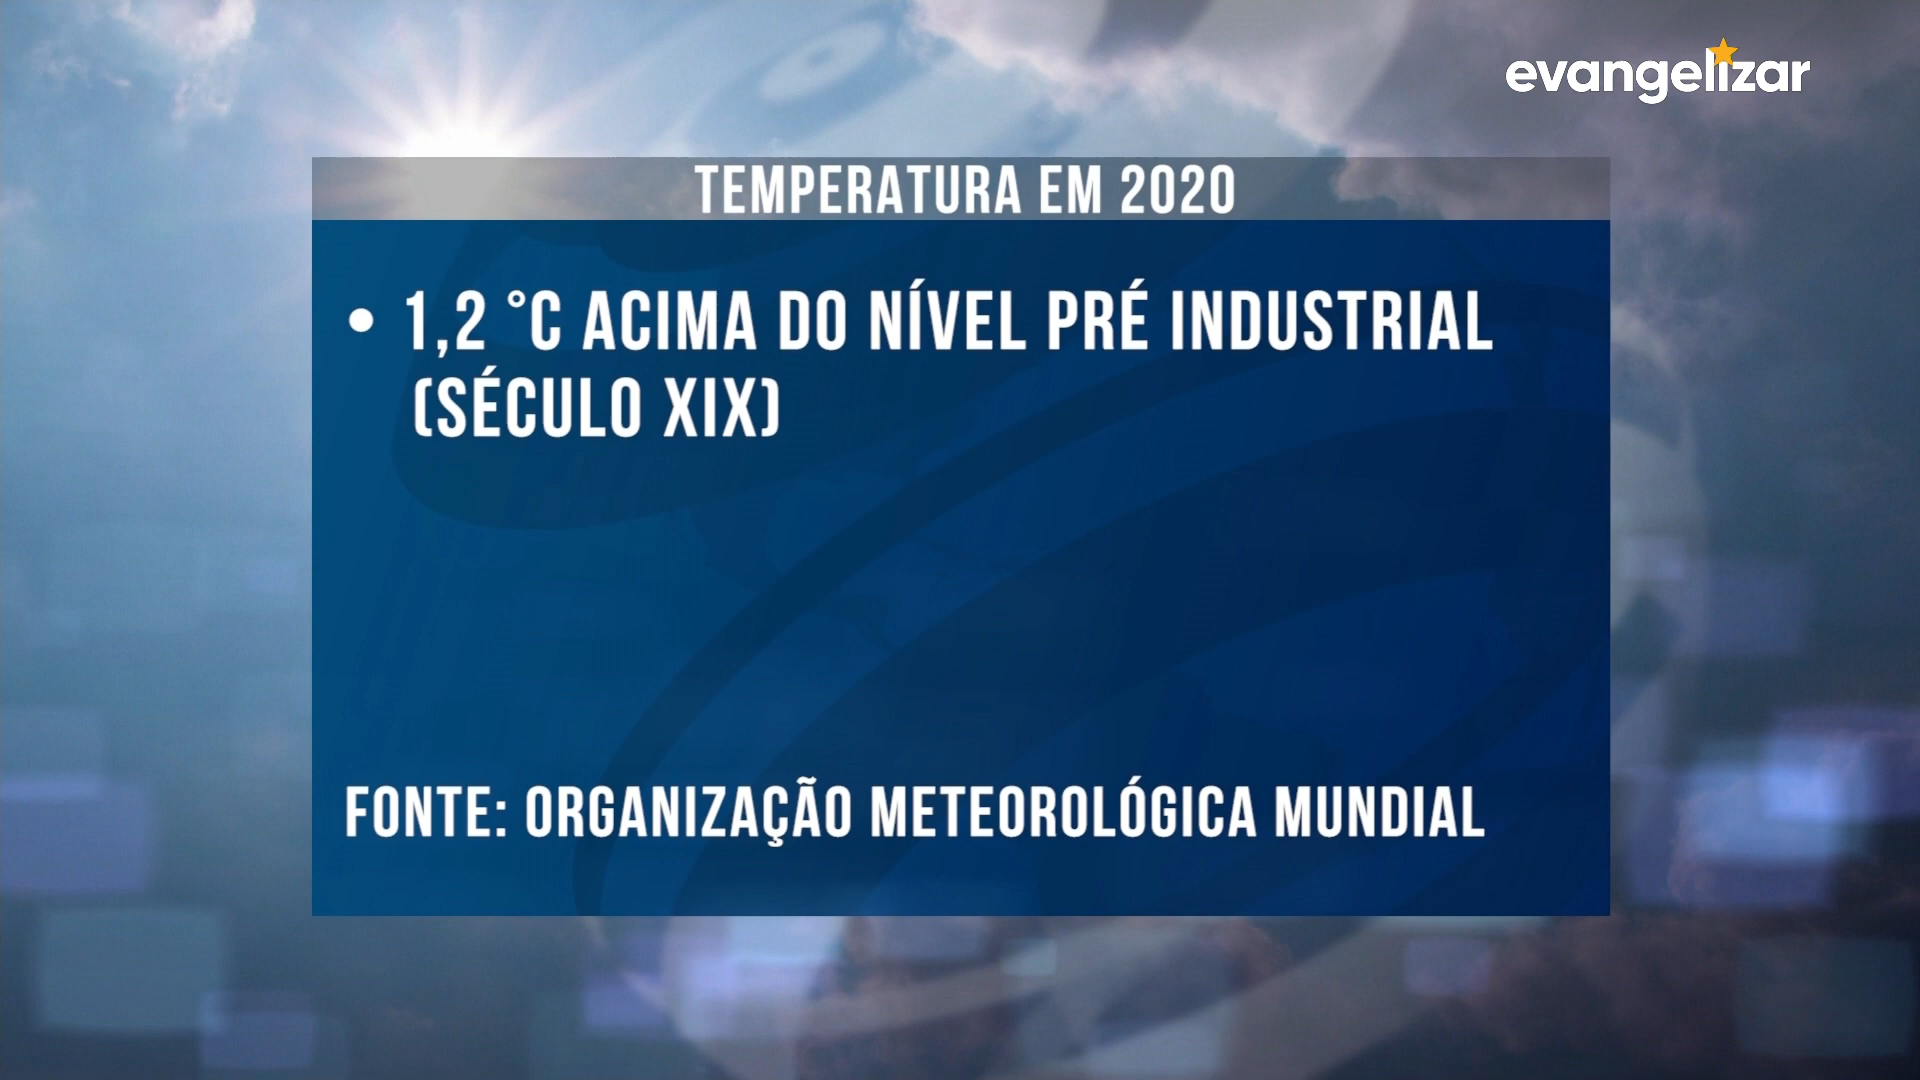 evangelizar
TEMPERATURA EM 2020
• 1,2 °C ACIMA DO NÍVEL PRÉ INDUSTRIAL
(SÉCULO XIX)
FONTE: ORGANIZAÇÃO METEOROLÓGICA MUNDIAL